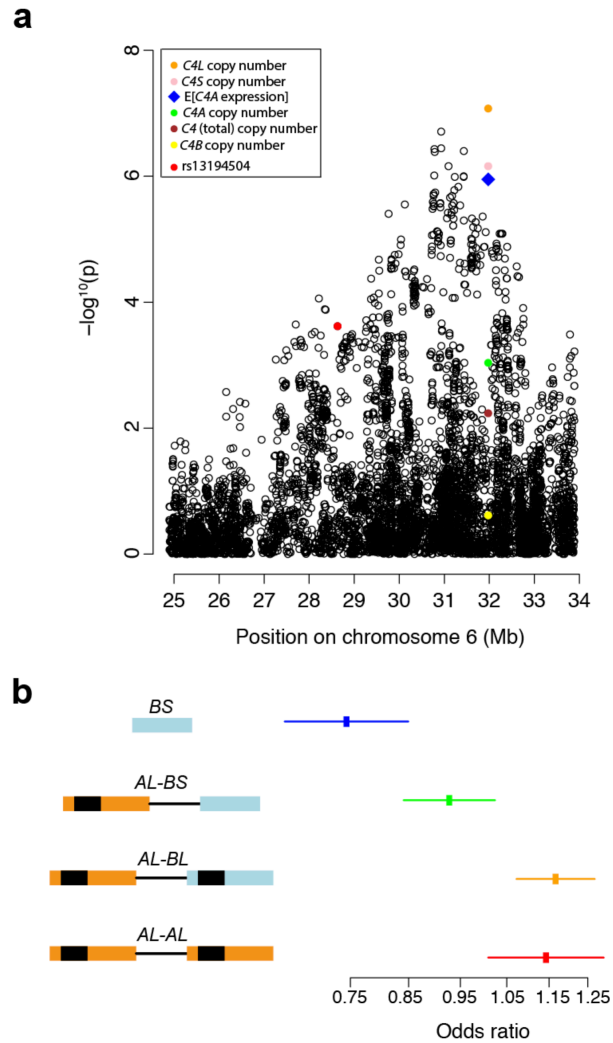 a
8
6
4
2
0
−log¹⁰(p)
C4L copy number
C4S copy number
E[C4A expression]
C4A copy number
C4 (total) copy number
C4B copy number
rs13194504
25 26 27 28 29 30 31 32 33 34
Position on chromosome 6 (Mb)
b
BS
AL-BS
AL-BL
AL-AL
0.75 0.85 0.95 1.05 1.15 1.25
Odds ratio